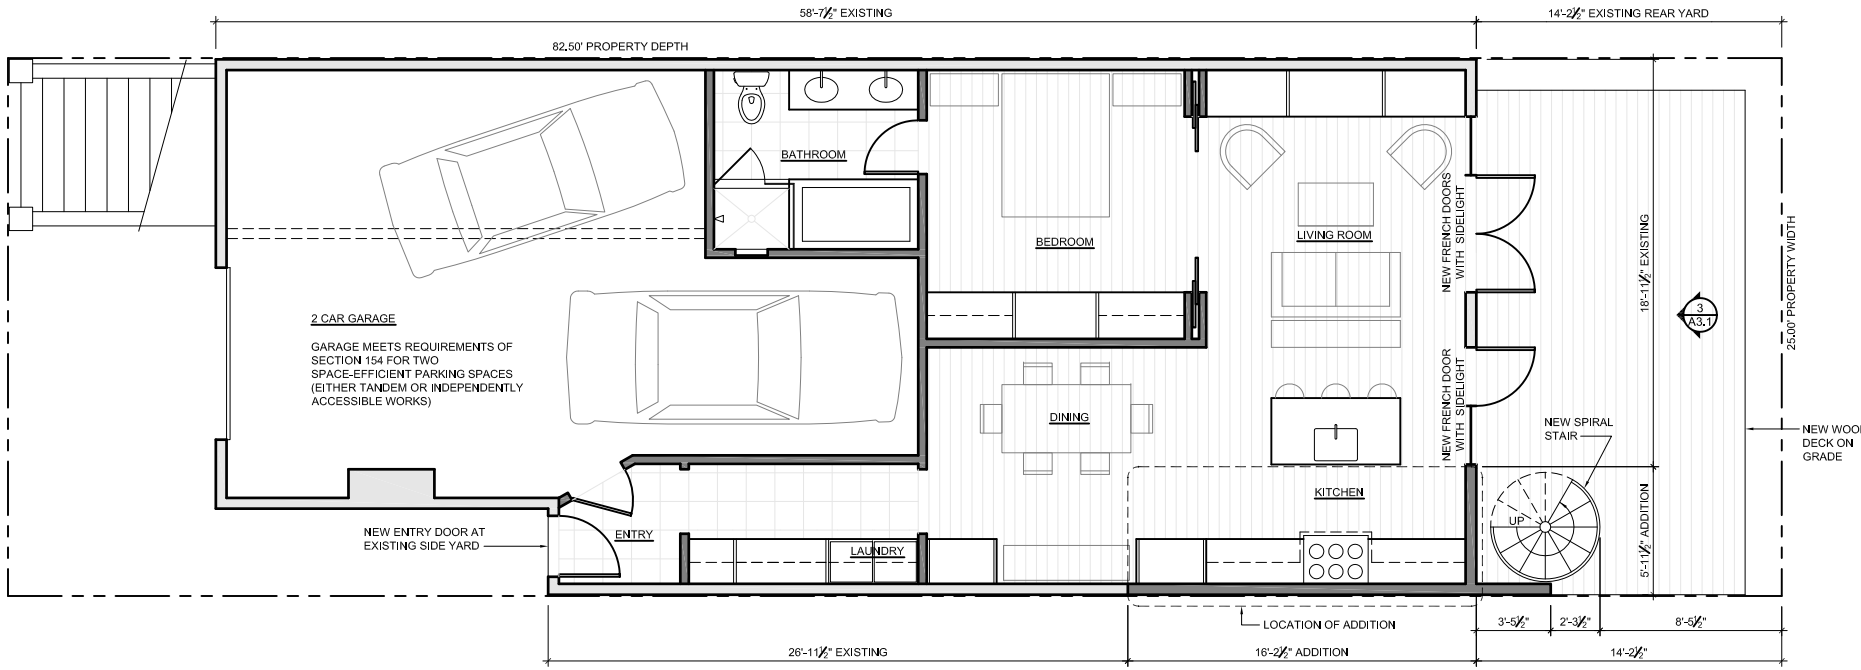 58'-7½" EXISTING
14'-2½" EXISTING REAR YARD
82.50' PROPERTY DEPTH
BATHROOM
BEDROOM
LIVING ROOM
NEW FRENCH DOORS
WITH SIDELIGHT
18'-11½" EXISTING
25.00' PROPERTY WIDTH
3
A3.1
2 CAR GARAGE
GARAGE MEETS REQUIREMENTS OF
SECTION 154 FOR TWO
SPACE-EFFICIENT PARKING SPACES
(EITHER TANDEM OR INDEPENDENTLY
ACCESSIBLE WORKS)
DINING
NEW FRENCH DOOR
WITH SIDELIGHT
NEW SPIRAL
STAIR
NEW WOO
DECK ON
GRADE
KITCHEN
UP
5'-11½" ADDITION
NEW ENTRY DOOR AT
EXISTING SIDE YARD
ENTRY
LAUNDRY
LOCATION OF ADDITION
3'-5½"
2'-3½"
8'-5½"
26'-11½" EXISTING
16'-2½" ADDITION
14'-2½"